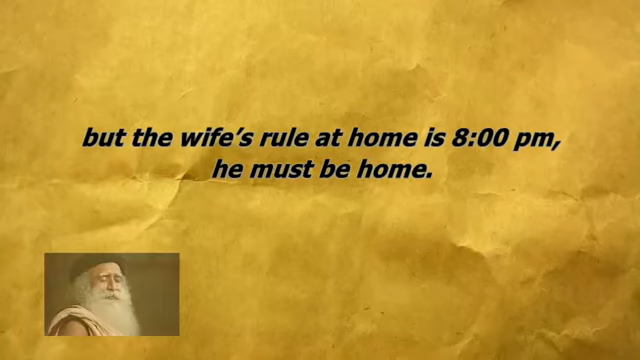 but the wife’s rule at home is 8:00 pm,
he must be home.